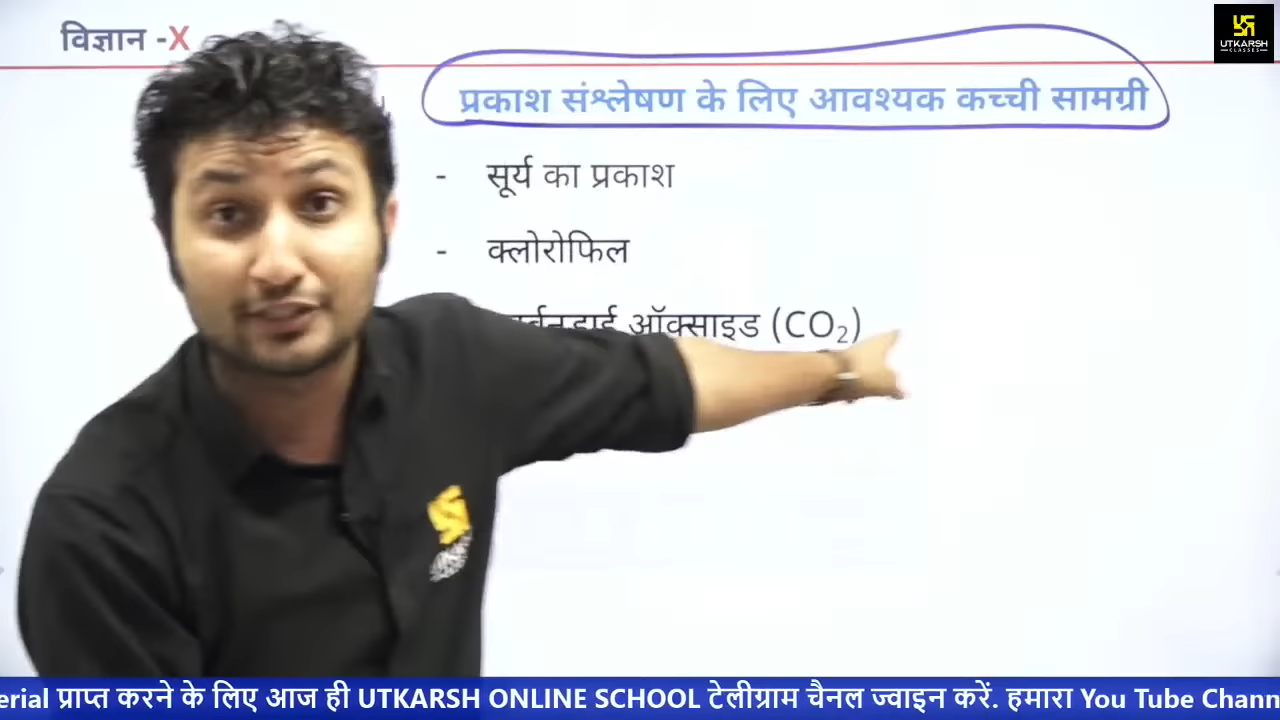 विज्ञान -X
UTKARSH
CLASSES
प्रकाश संश्लेषण के लिए आवश्यक कच्ची सामग्री
- सूर्य का प्रकाश
- क्लोरोफिल
ऑक्साइड (CO₂)
erial प्राप्त करने के लिए आज ही UTKARSH ONLINE SCHOOL टेलीग्राम चैनल ज्वाइन करें. हमारा You Tube Chann